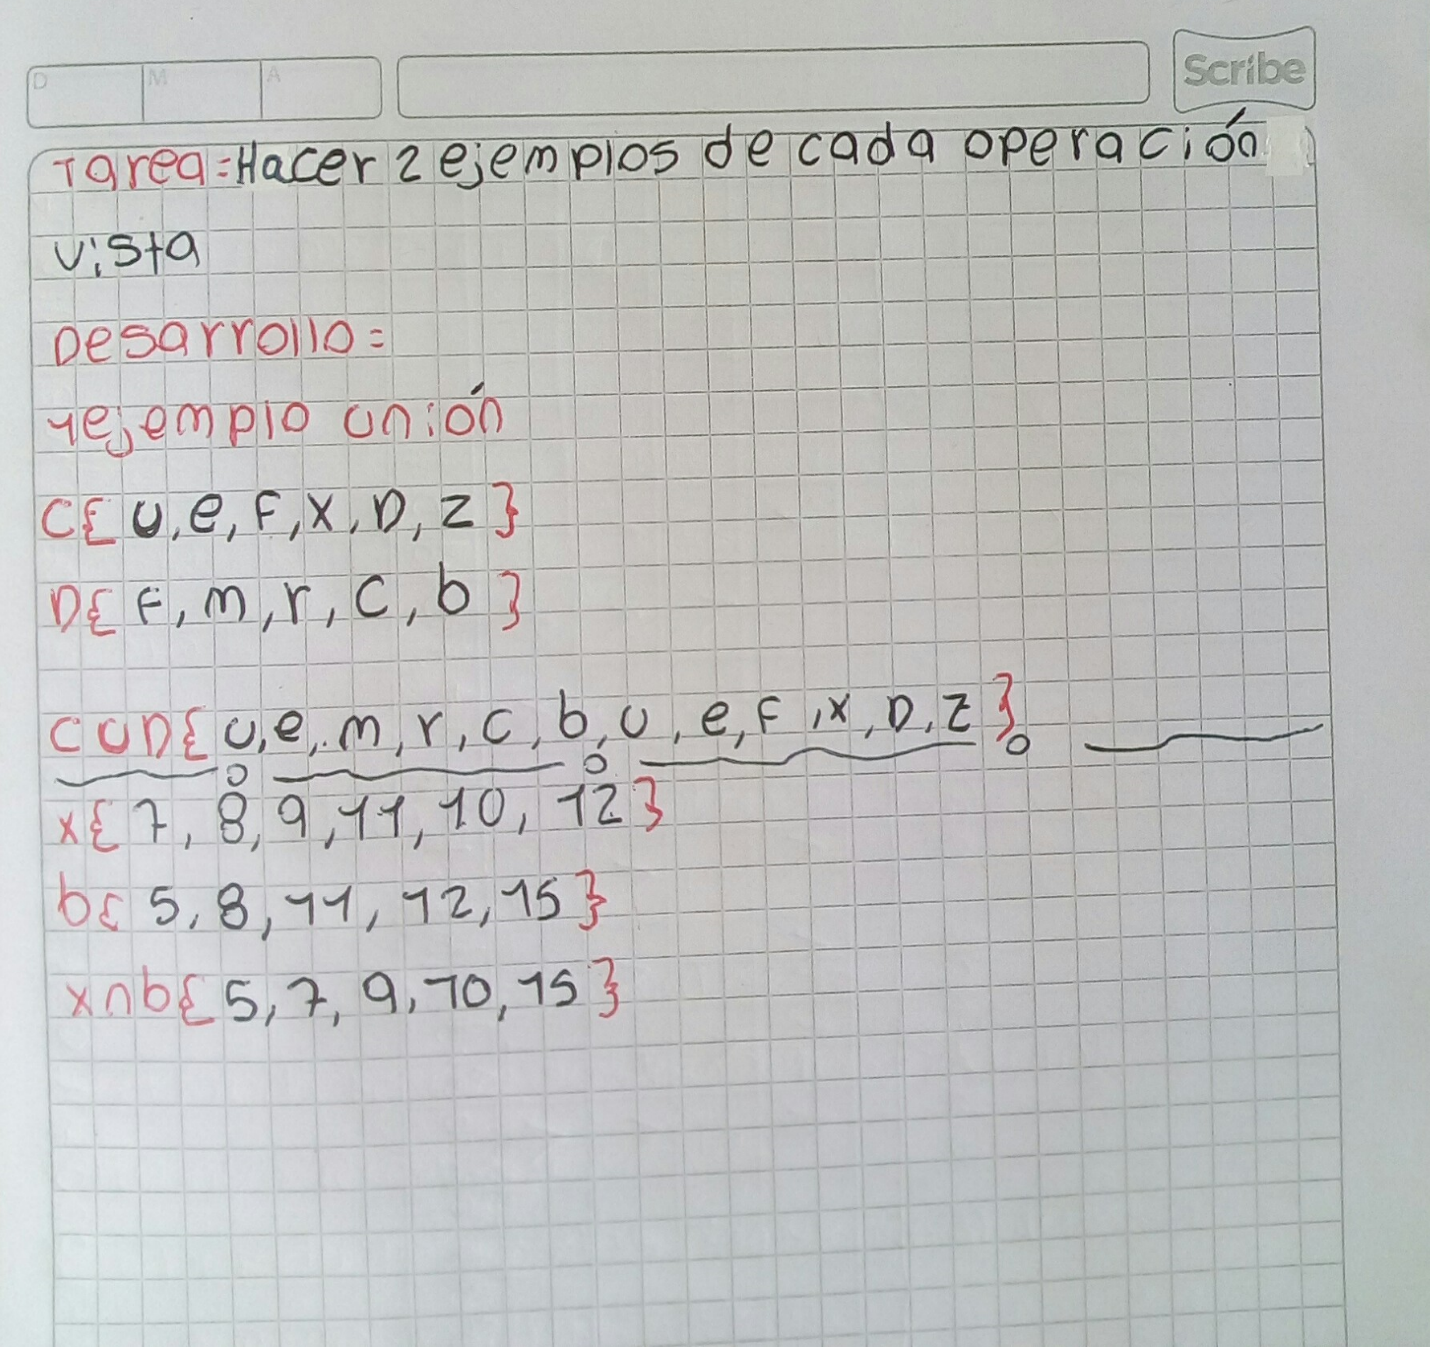 D M A Scribe
Tarea=Hacer 2 ejemplos de cada operación
vista
Desarrollo=
1ejemplo unión
C{ U, e, F, X, D, Z }
D{ F, m, r, C, b }
CUD{ U, e, m, r, c, b, U, e, F, X, D, Z }
x{ 7, 8, 9, 11, 10, 12 }
b{ 5, 8, 11, 12, 15 }
x∩b{ 5, 7, 9, 10, 15 }